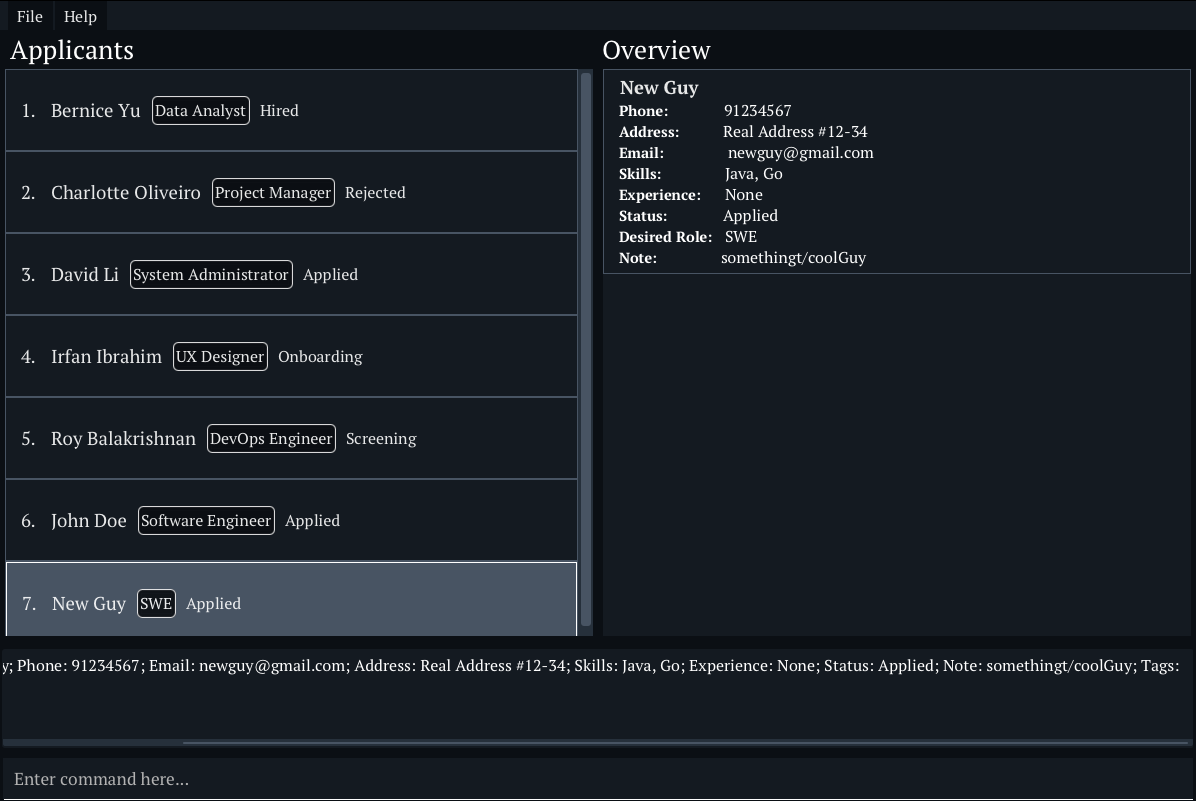 File Help
Applicants
1. Bernice Yu Data Analyst Hired
2. Charlotte Oliveiro Project Manager Rejected
3. David Li System Administrator Applied
4. Irfan Ibrahim UX Designer Onboarding
5. Roy Balakrishnan DevOps Engineer Screening
6. John Doe Software Engineer Applied
7. New Guy SWE Applied
Overview
New Guy
Phone: 91234567
Address: Real Address #12-34
Email: newguy@gmail.com
Skills: Java, Go
Experience: None
Status: Applied
Desired Role: SWE
Note: somethingt/coolGuy
y; Phone: 91234567; Email: newguy@gmail.com; Address: Real Address #12-34; Skills: Java, Go; Experience: None; Status: Applied; Note: somethingt/coolGuy; Tags:
Enter command here...